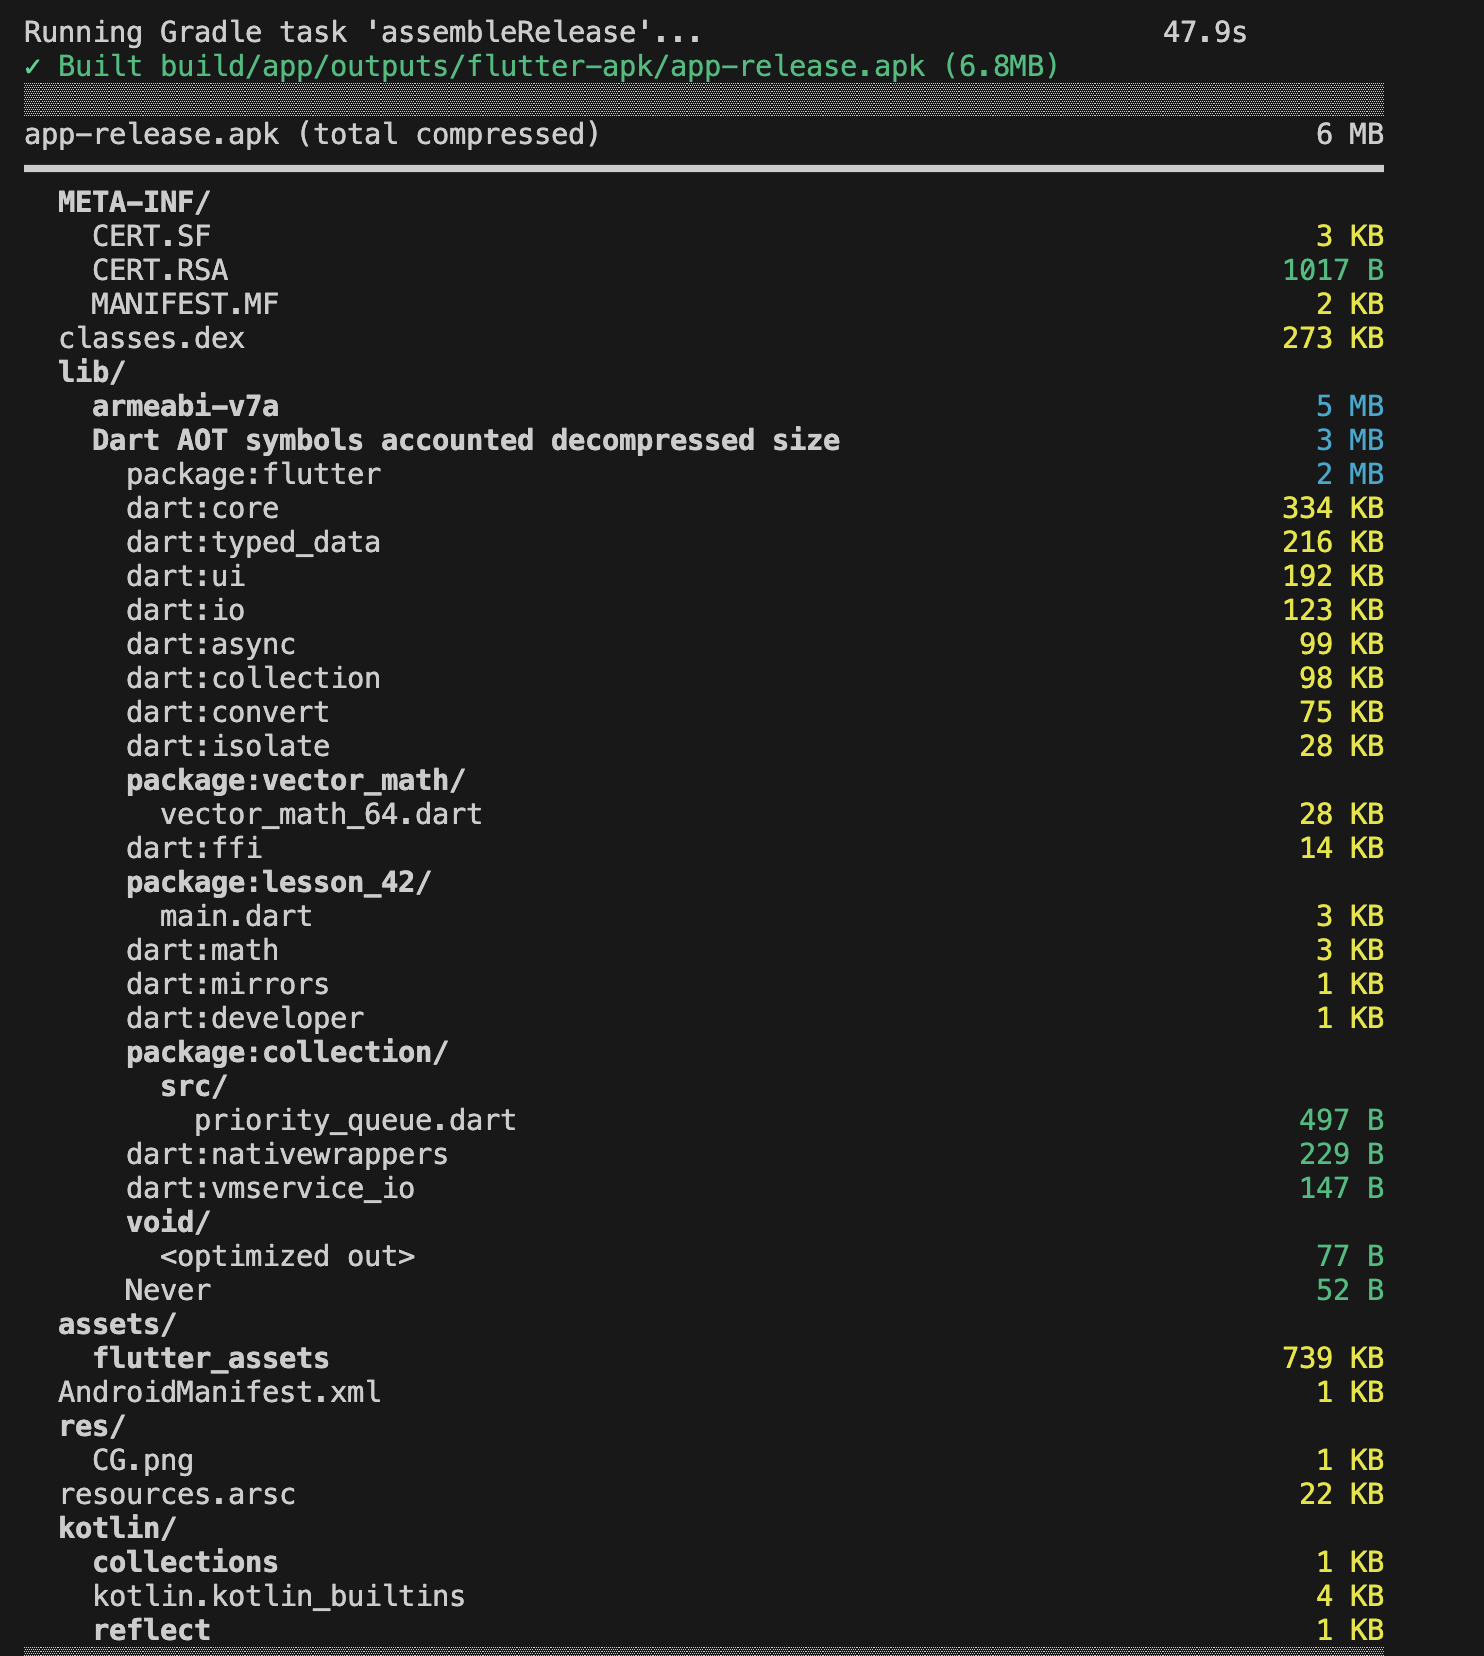 Running Gradle task 'assembleRelease'... 47.9s
✓ Built build/app/outputs/flutter-apk/app-release.apk (6.8MB)
app-release.apk (total compressed) 6 MB
META-INF/
CERT.SF 3 KB
CERT.RSA 1017 B
MANIFEST.MF 2 KB
classes.dex 273 KB
lib/
armeabi-v7a 5 MB
Dart AOT symbols accounted decompressed size 3 MB
package:flutter 2 MB
dart:core 334 KB
dart:typed_data 216 KB
dart:ui 192 KB
dart:io 123 KB
dart:async 99 KB
dart:collection 98 KB
dart:convert 75 KB
dart:isolate 28 KB
package:vector_math/
vector_math_64.dart 28 KB
dart:ffi 14 KB
package:lesson_42/
main.dart 3 KB
dart:math 3 KB
dart:mirrors 1 KB
dart:developer 1 KB
package:collection/
src/
priority_queue.dart 497 B
dart:nativewrappers 229 B
dart:vmservice_io 147 B
void/
<optimized out> 77 B
Never 52 B
assets/
flutter_assets 739 KB
AndroidManifest.xml 1 KB
res/
CG.png 1 KB
resources.arsc 22 KB
kotlin/
collections 1 KB
kotlin.kotlin_builtins 4 KB
reflect 1 KB